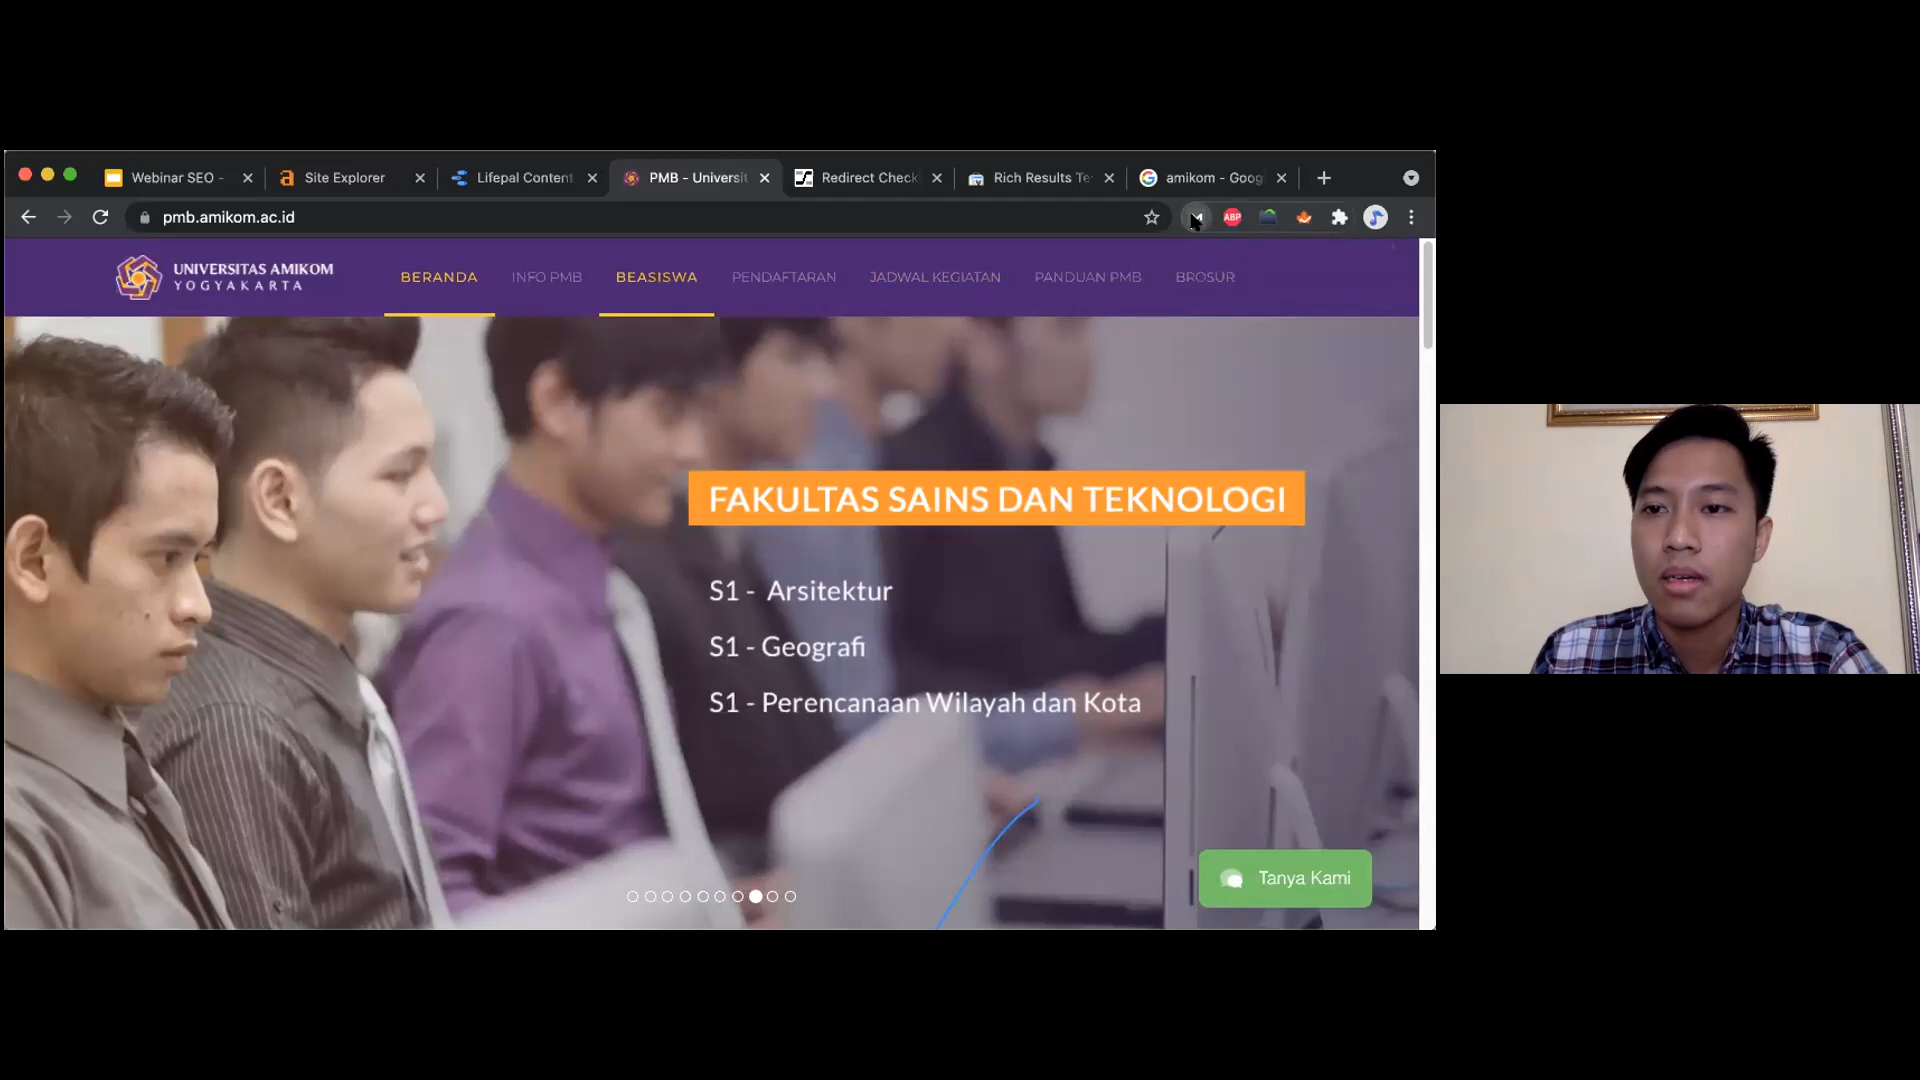 Webinar SEO -
Site Explorer
Lifepal Content
PMB - Universit
Redirect Check
Rich Results Te
amikom - Goog
pmb.amikom.ac.id
ABP
UNIVERSITAS AMIKOM
YOGYAKARTA
BERANDA
INFO PMB
BEASISWA
PENDAFTARAN
JADWAL KEGIATAN
PANDUAN PMB
BROSUR
FAKULTAS SAINS DAN TEKNOLOGI
S1 - Arsitektur
S1 - Geografi
S1 - Perencanaan Wilayah dan Kota
Tanya Kami